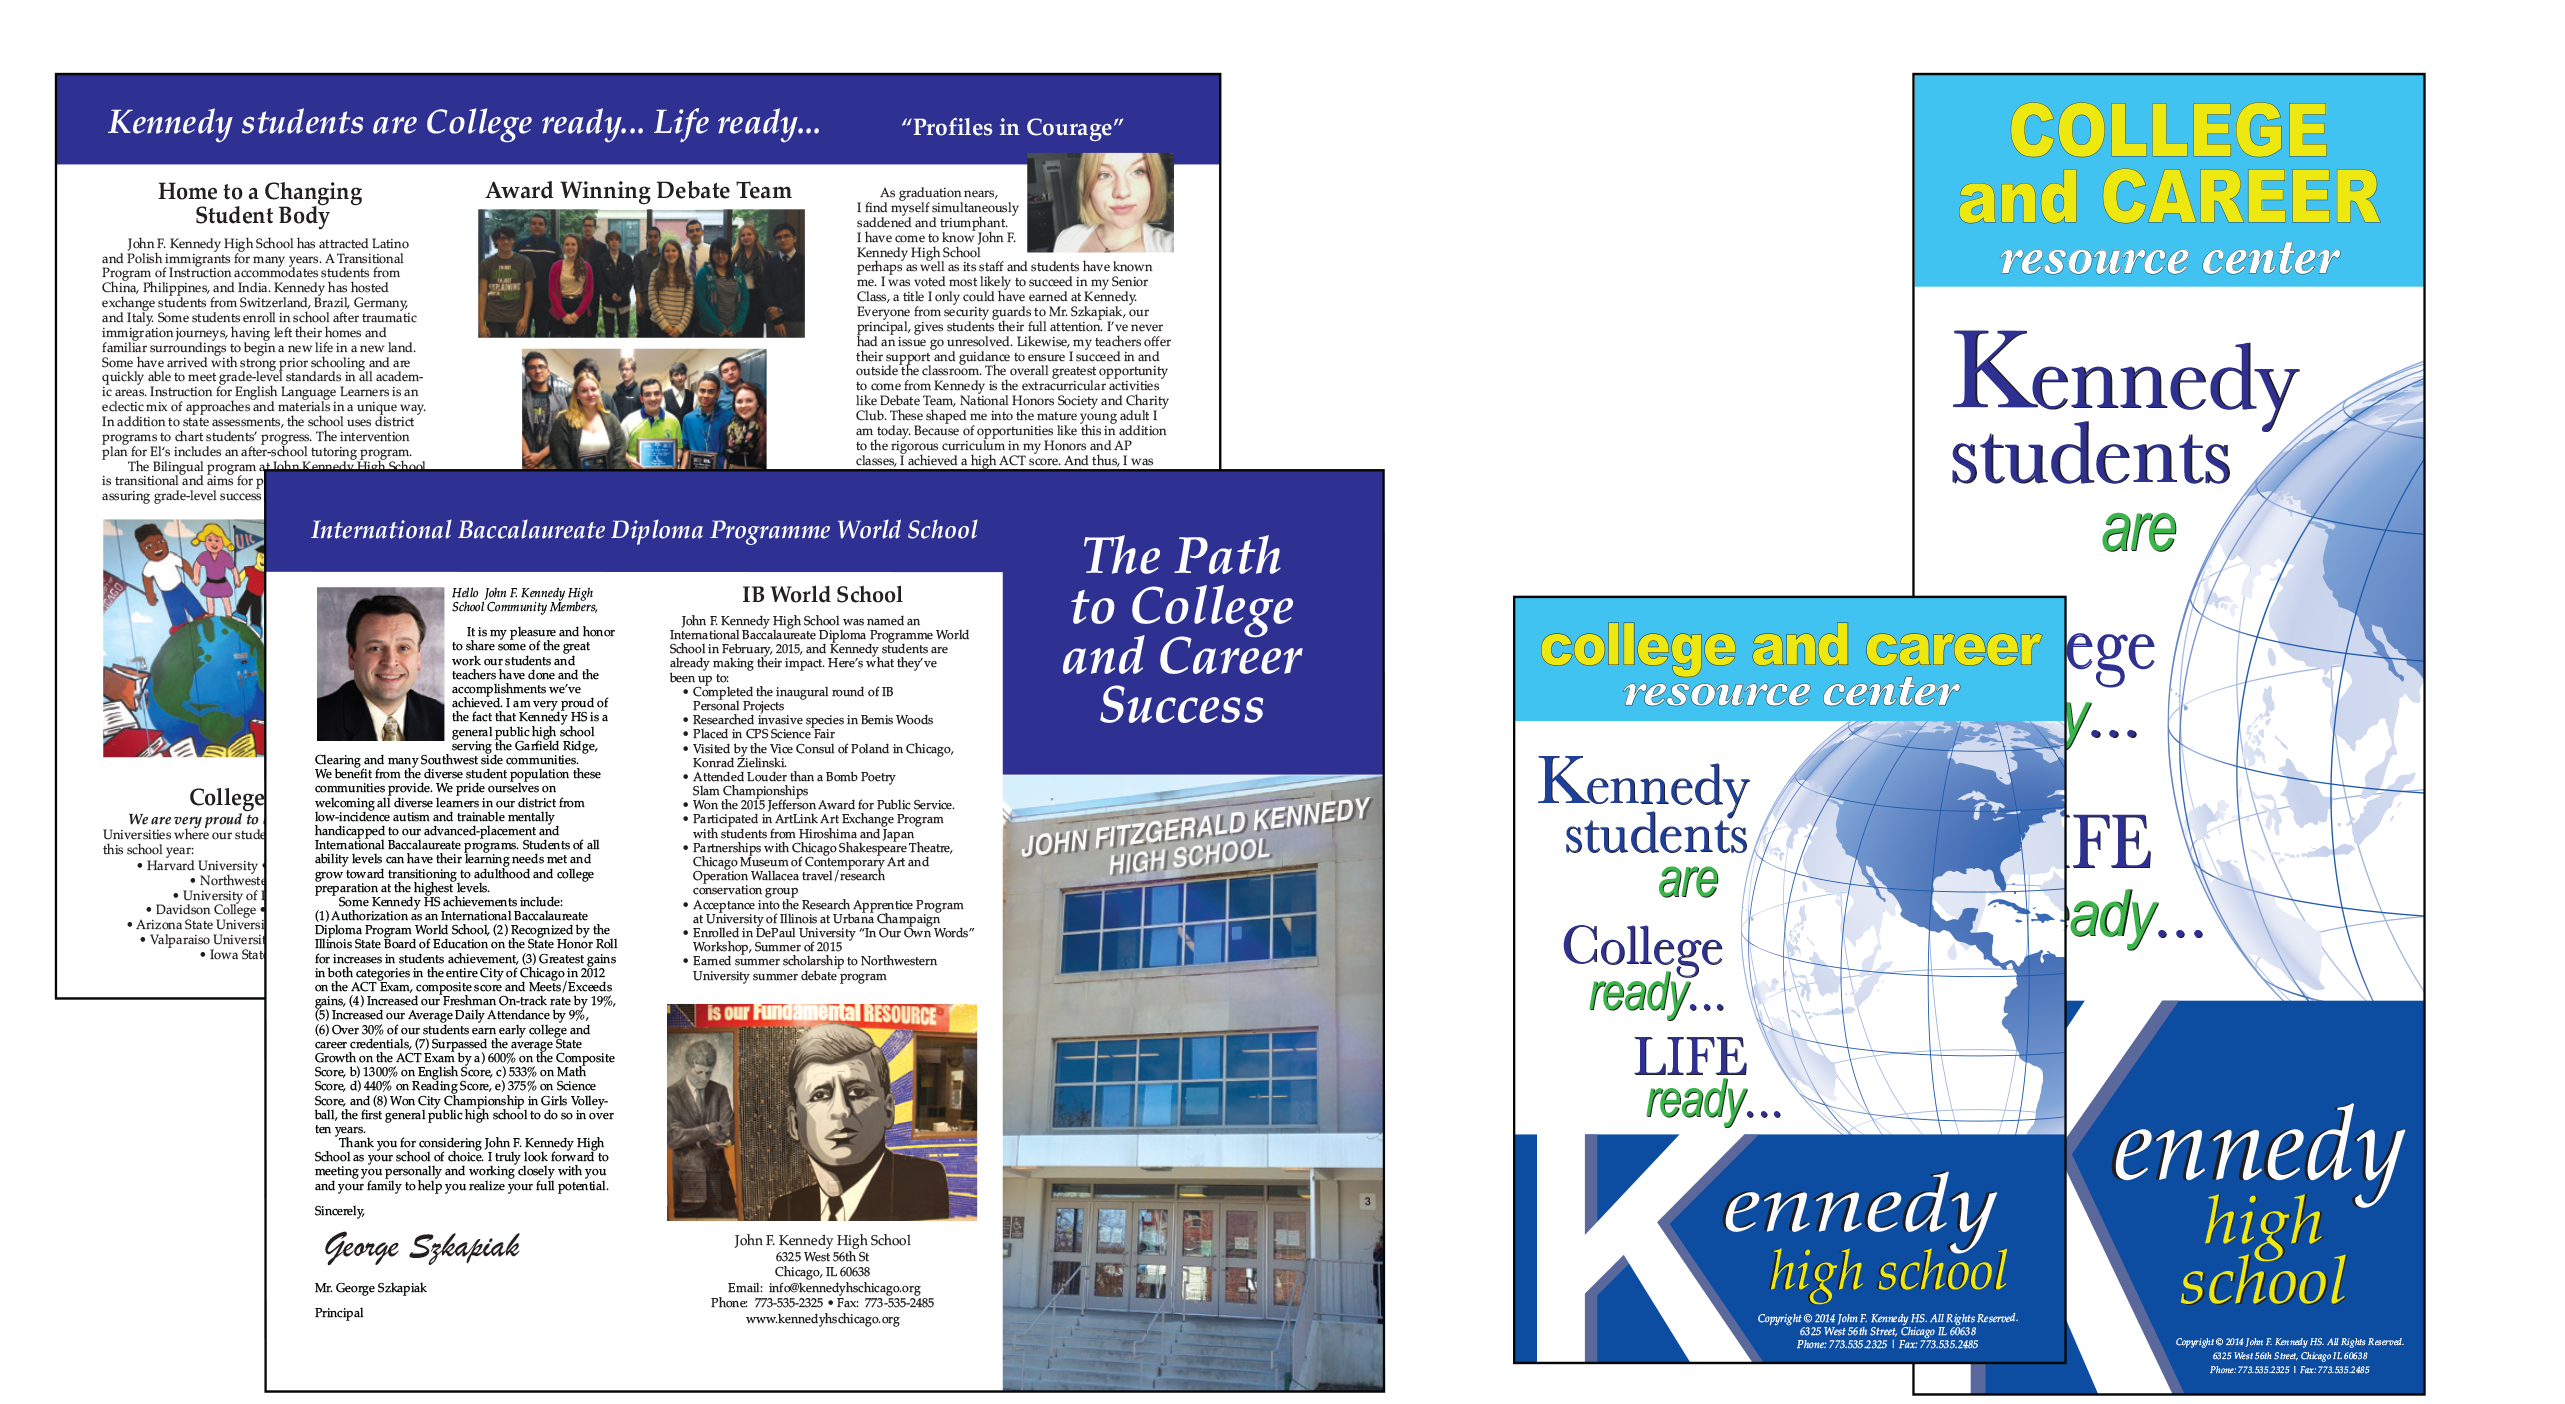 Kennedy students are College ready... Life ready...
"Profiles in Courage"
Home to a Changing
Student Body
John F. Kennedy High School has attracted Latino
and Polish immigrants for many years. A Transitional
Program of Instruction accommodates students from
China, Philippines, and India. Kennedy has hosted
exchange students from Switzerland, Brazil, Germany,
and Italy. Some students enroll in school after traumatic
immigration journeys, having left their homes and
familiar surroundings to begin a new life in a new land.
Some have arrived with strong prior schooling and are
quickly able to meet grade-level standards in all academ-
ic areas. Instruction for English Language Learners is an
eclectic mix of approaches and materials in a unique way.
In addition to state assessments, the school uses district
programs to chart students' progress. The intervention
plan for El's includes an after-school tutoring program.
The Bilingual program at John Kennedy High School
is transitional and aims for p
assuring grade-level success
College
We are very proud to
Universities where our stude
this school year:
• Harvard University •
• Northweste
• University of I
• Davidson College •
• Arizona State Universi
• Valparaiso Universit
• Iowa State
Award Winning Debate Team
As graduation nears,
I find myself simultaneously
saddened and triumphant.
I have come to know John F.
Kennedy High School
perhaps as well as its staff and students have known
me. I was voted most likely to succeed in my Senior
Class, a title I only could have earned at Kennedy.
Everyone from security guards to Mr. Szkapiak, our
principal, gives students their full attention. I've never
had an issue go unresolved. Likewise, my teachers offer
their support and guidance to ensure I succeed in and
outside the classroom. The overall greatest opportunity
to come from Kennedy is the extracurricular activities
like Debate Team, National Honors Society and Charity
Club. These shaped me into the mature young adult I
am today. Because of opportunities like this in addition
to the rigorous curriculum in my Honors and AP
classes, I achieved a high ACT score. And thus, I was
International Baccalaureate Diploma Programme World School
Hello John F. Kennedy High
School Community Members,
It is my pleasure and honor
to share some of the great
work our students and
teachers have done and the
accomplishments we've
achieved. I am very proud of
the fact that Kennedy HS is a
general public high school
serving the Garfield Ridge,
Clearing and many Southwest side communities.
We benefit from the diverse student population these
communities provide. We pride ourselves on
welcoming all diverse learners in our district from
low-incidence autism and trainable mentally
handicapped to our advanced-placement and
International Baccalaureate programs. Students of all
ability levels can have their learning needs met and
grow toward transitioning to adulthood and college
preparation at the highest levels.
Some Kennedy HS achievements include:
(1) Authorization as an International Baccalaureate
Diploma Program World School, (2) Recognized by the
Illinois State Board of Education on the State Honor Roll
for increases in students achievement, (3) Greatest gains
in both categories in the entire City of Chicago in 2012
on the ACT Exam, composite score and Meets/Exceeds
gains, (4) Increased our Freshman On-track rate by 19%,
(5) Increased our Average Daily Attendance by 9%,
(6) Over 30% of our students earn early college and
career credentials, (7) Surpassed the average State
Growth on the ACT Exam by a) 600% on the Composite
Score, b) 1300% on English Score, c) 533% on Math
Score, d) 440% on Reading Score, e) 375% on Science
Score, and (8) Won City Championship in Girls Volley-
ball, the first general public high school to do so in over
ten years.
Thank you for considering John F. Kennedy High
School as your school of choice. I truly look forward to
meeting you personally and working closely with you
and your family to help you realize your full potential.
Sincerely,
George Szkapiak
Mr. George Szkapiak
Principal
IB World School
John F. Kennedy High School was named an
International Baccalaureate Diploma Programme World
School in February, 2015, and Kennedy students are
already making their impact. Here's what they've
been up to:
• Completed the inaugural round of IB
Personal Projects
• Researched invasive species in Bemis Woods
• Placed in CPS Science Fair
• Visited by the Vice Consul of Poland in Chicago,
Konrad Zielinski.
• Attended Louder than a Bomb Poetry
Slam Championships
• Won the 2015 Jefferson Award for Public Service.
• Participated in ArtLink Art Exchange Program
with students from Hiroshima and Japan
• Partnerships with Chicago Shakespeare Theatre,
Chicago Museum of Contemporary Art and
Operation Wallacea travel/research
conservation group
• Acceptance into the Research Apprentice Program
at University of Illinois at Urbana Champaign
• Enrolled in DePaul University "In Our Own Words"
Workshop, Summer of 2015
• Earned summer scholarship to Northwestern
University summer debate program
is our Fundamental RESOURCE
John F. Kennedy High School
6325 West 56th St
Chicago, IL 60638
Email: info@kennedyhschicago.org
Phone: 773-535-2325 • Fax: 773-535-2485
www.kennedyhschicago.org
The Path
to College
and Career
Success
JOHN FITZGERALD KENNEDY
HIGH SCHOOL
3
college and career
resource center
Kennedy
students
are
College
ready...
LIFE
ready...
Kennedy
high school
Copyright © 2014 John F. Kennedy HS. All Rights Reserved.
6325 West 56th Street, Chicago IL 60638
Phone: 773.535.2325 | Fax: 773.535.2485
COLLEGE
and CAREER
resource center
Kennedy
students
are
ege
y...
IFE
eady...
Kennedy
high
school
Copyright © 2014 John F. Kennedy HS. All Rights Reserved.
6325 West 56th Street, Chicago IL 60638
Phone: 773.535.2325 | Fax: 773.535.2485